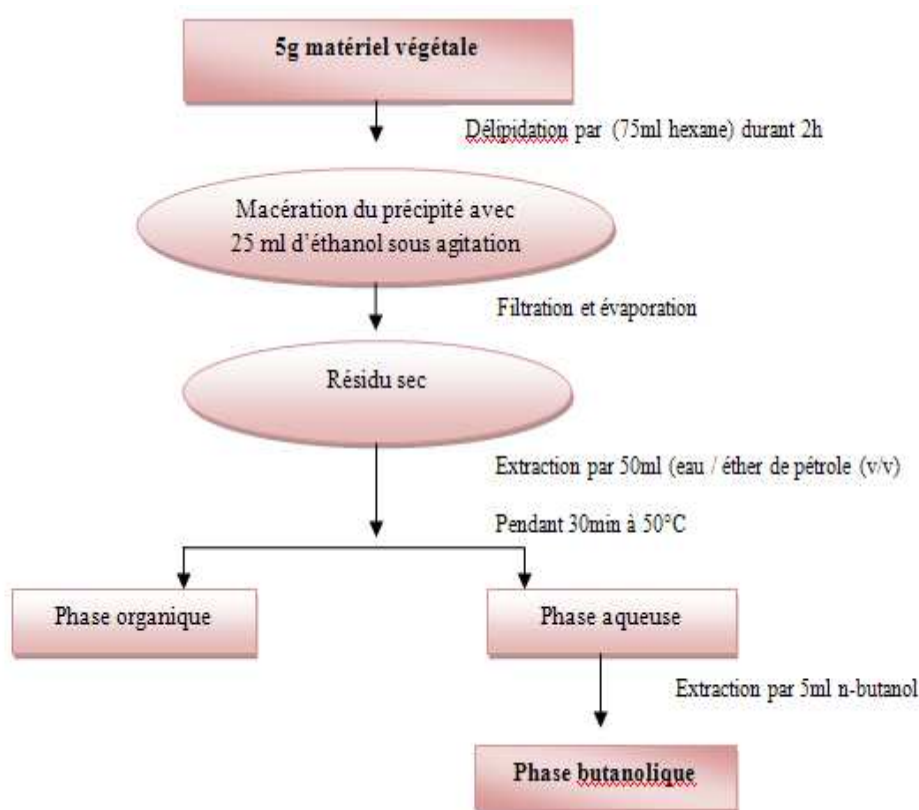 5g matériel végétale
Délipidation par (75ml hexane) durant 2h
Macération du précipité avec
25 ml d'éthanol sous agitation
Filtration et évaporation
Résidu sec
Extraction par 50ml (eau / éther de pétrole (v/v)
Pendant 30min à 50°C
Phase organique
Phase aqueuse
Extraction par 5ml n-butanol
Phase butanolique